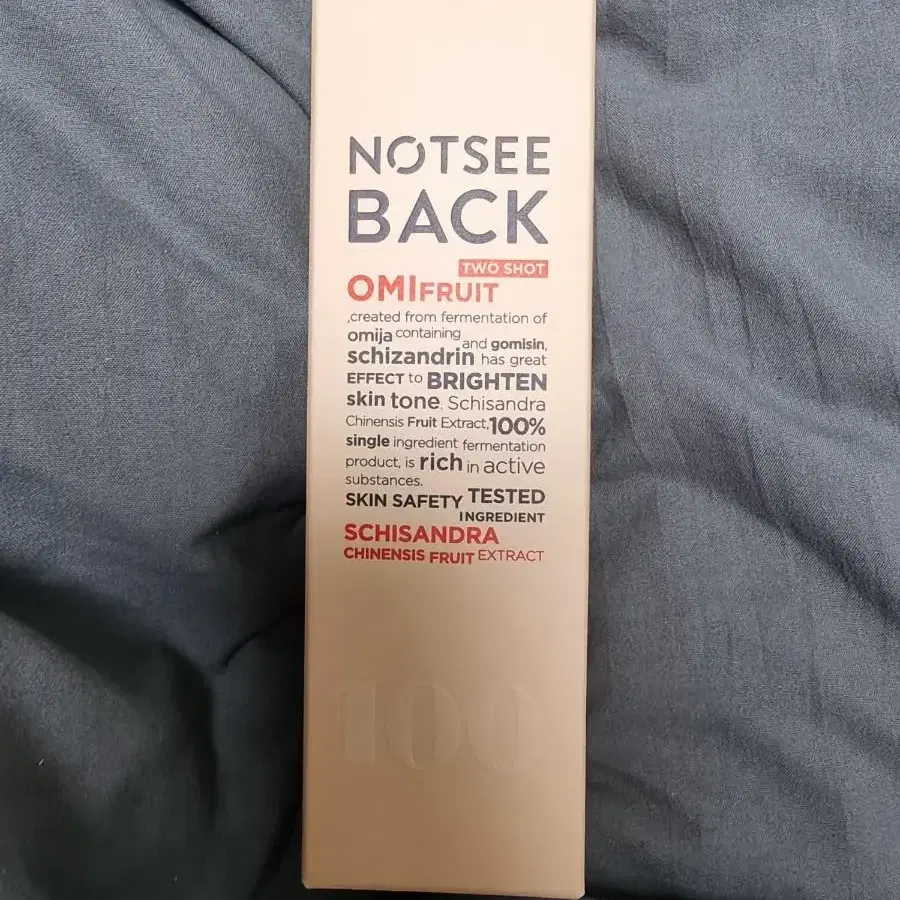 NOTSEE
BACK
TWO SHOT
OMIFRUIT
,created from fermentation of
omija containing and gomisin,
schizandrin has great
EFFECT to BRIGHTEN
skin tone. Schisandra
Chinensis Fruit Extract,100%
single ingredient fermentation
product, is rich in active
substances.
SKIN SAFETY TESTED
INGREDIENT
SCHISANDRA
CHINENSIS FRUIT EXTRACT
100